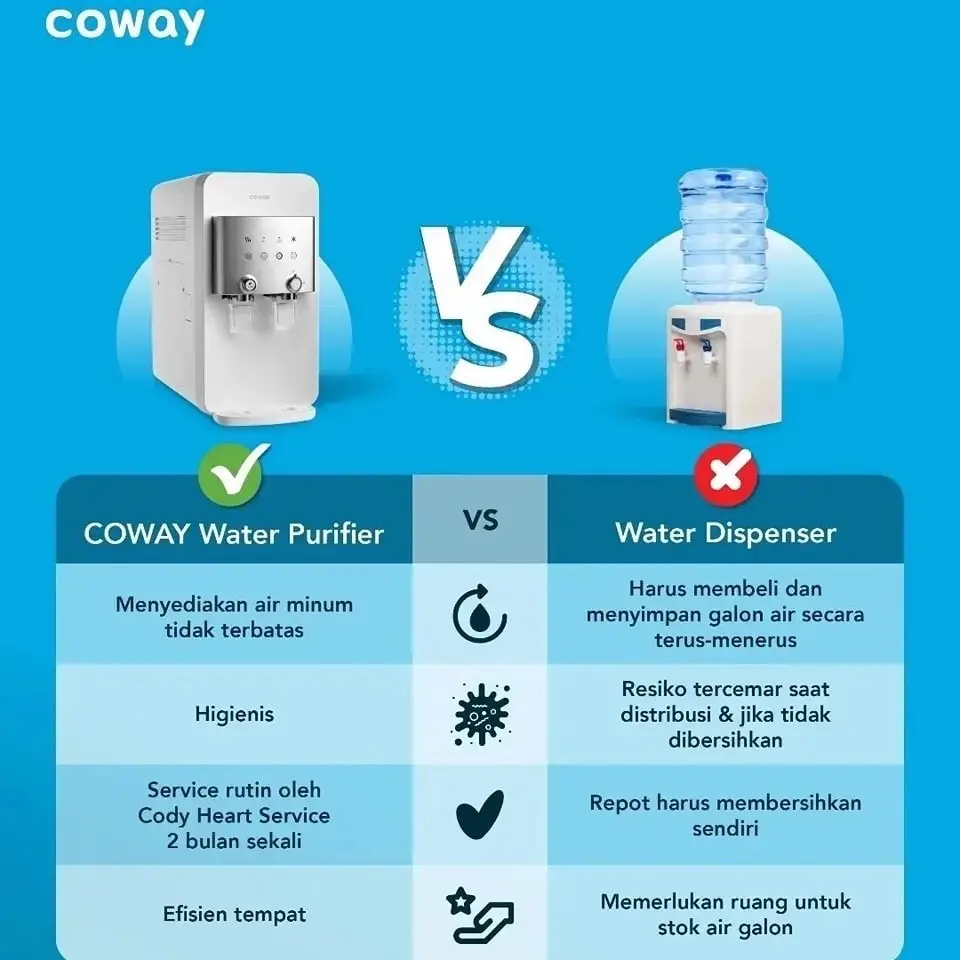 coway
coway
VS
COWAY Water Purifier
VS
Water Dispenser
Menyediakan air minum
tidak terbatas
Harus membeli dan
menyimpan galon air secara
terus-menerus
Higienis
Resiko tercemar saat
distribusi & jika tidak
dibersihkan
Service rutin oleh
Cody Heart Service
2 bulan sekali
Repot harus membersihkan
sendiri
Efisien tempat
Memerlukan ruang untuk
stok air galon